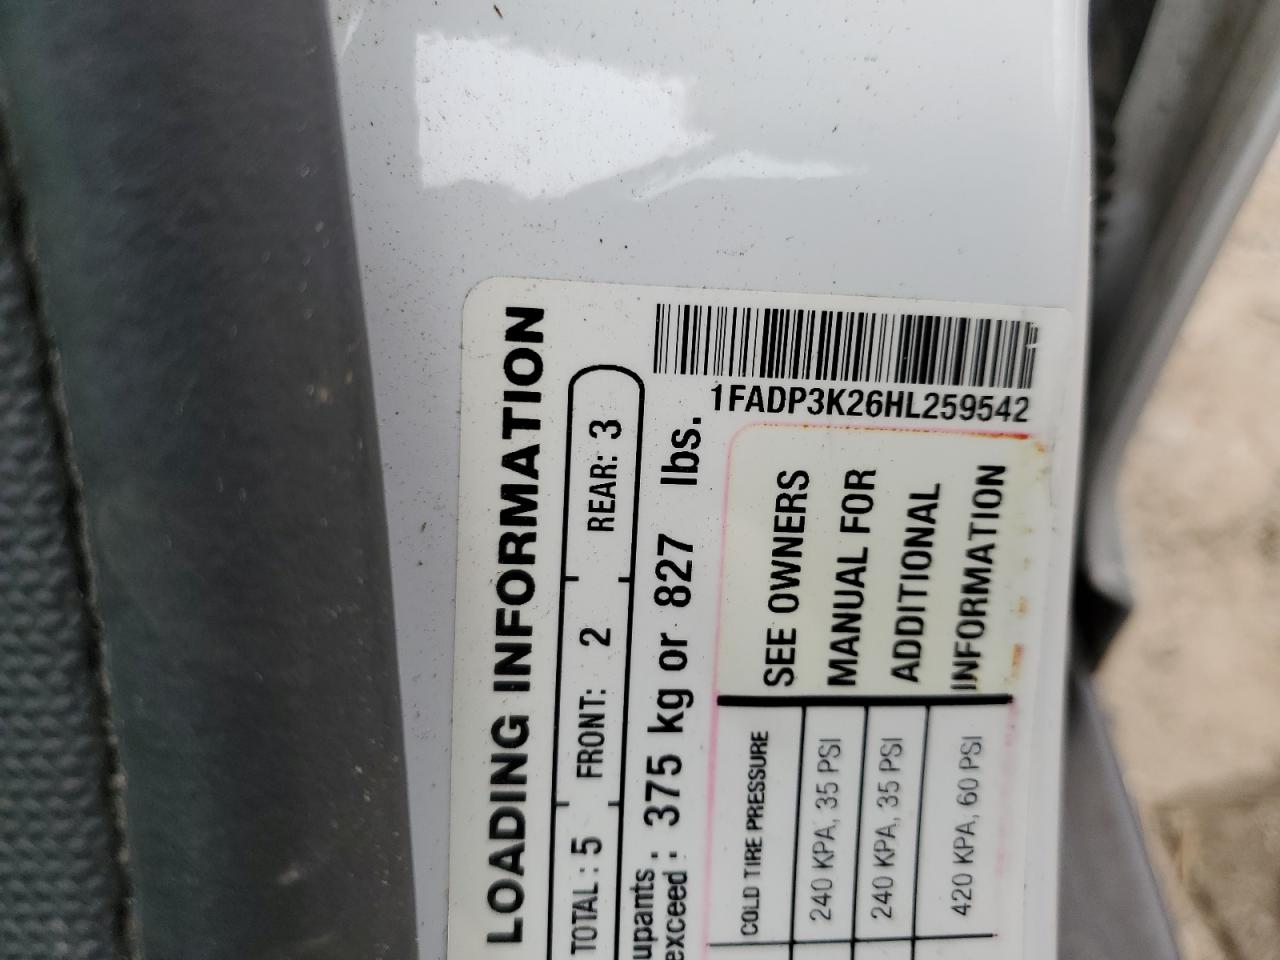 LOADING INFORMATION
TOTAL : 5 FRONT: 2 REAR: 3
upants :
exceed : 375 kg or 827 lbs.
1FADP3K26HL259542
COLD TIRE PRESSURE
240 KPA, 35 PSI
240 KPA, 35 PSI
420 KPA, 60 PSI
SEE OWNERS
MANUAL FOR
ADDITIONAL
INFORMATION